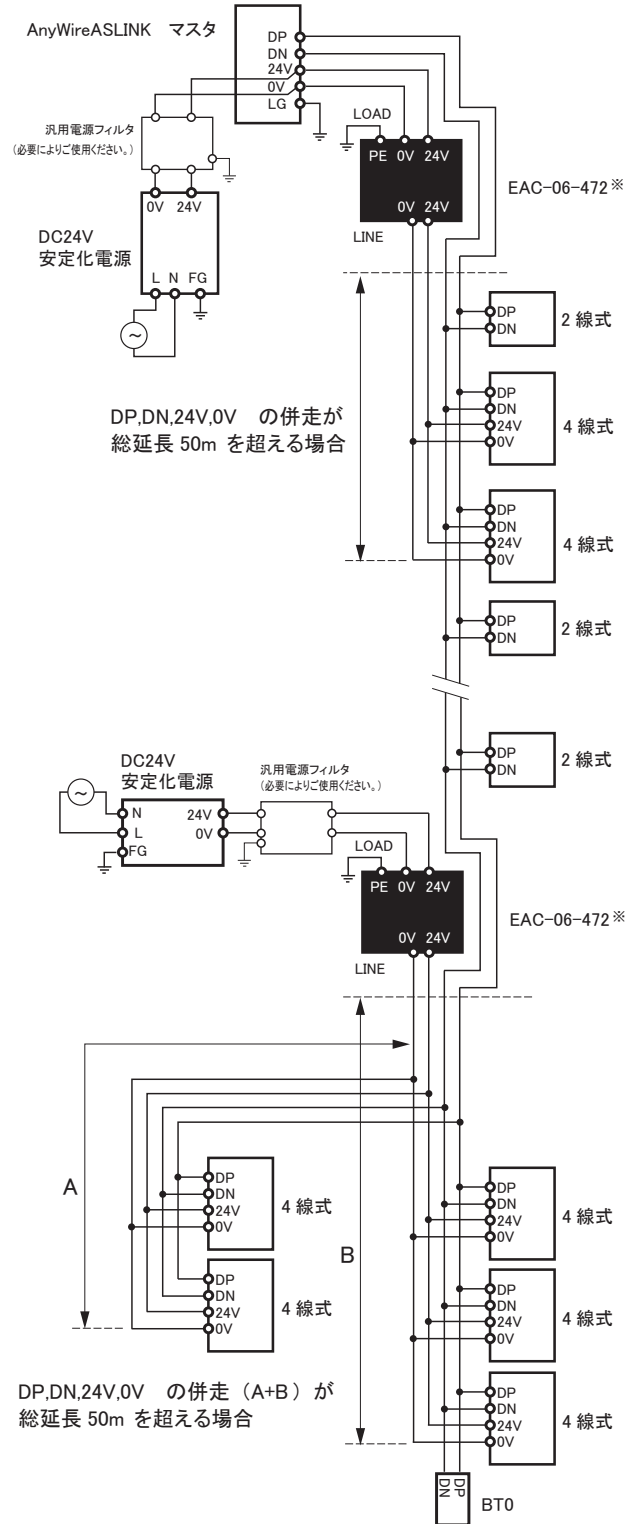 AnyWireASLINK マスタ
DP
DN
24V
0V
LG
汎用電源フィルタ
(必要によりご使用ください。)
0V 24V
DC24V
安定化電源
L N FG
~
LOAD
PE 0V 24V
0V 24V
LINE
EAC-06-472※
DP
DN
2線式
DP,DN,24V,0V の併走が
総延長 50m を超える場合
DP
DN
24V
0V
4線式
DP
DN
24V
0V
4線式
DP
DN
2線式
DP
DN
2線式
DC24V
安定化電源
~
N
L
FG
24V
0V
汎用電源フィルタ
(必要によりご使用ください。)
LOAD
PE 0V 24V
0V 24V
LINE
EAC-06-472※
A
DP
DN
24V
0V
4線式
DP
DN
24V
0V
4線式
B
DP
DN
24V
0V
4線式
DP
DN
24V
0V
4線式
DP
DN
24V
0V
4線式
DP,DN,24V,0V の併走(A+B)が
総延長 50m を超える場合
DP
DN
BT0